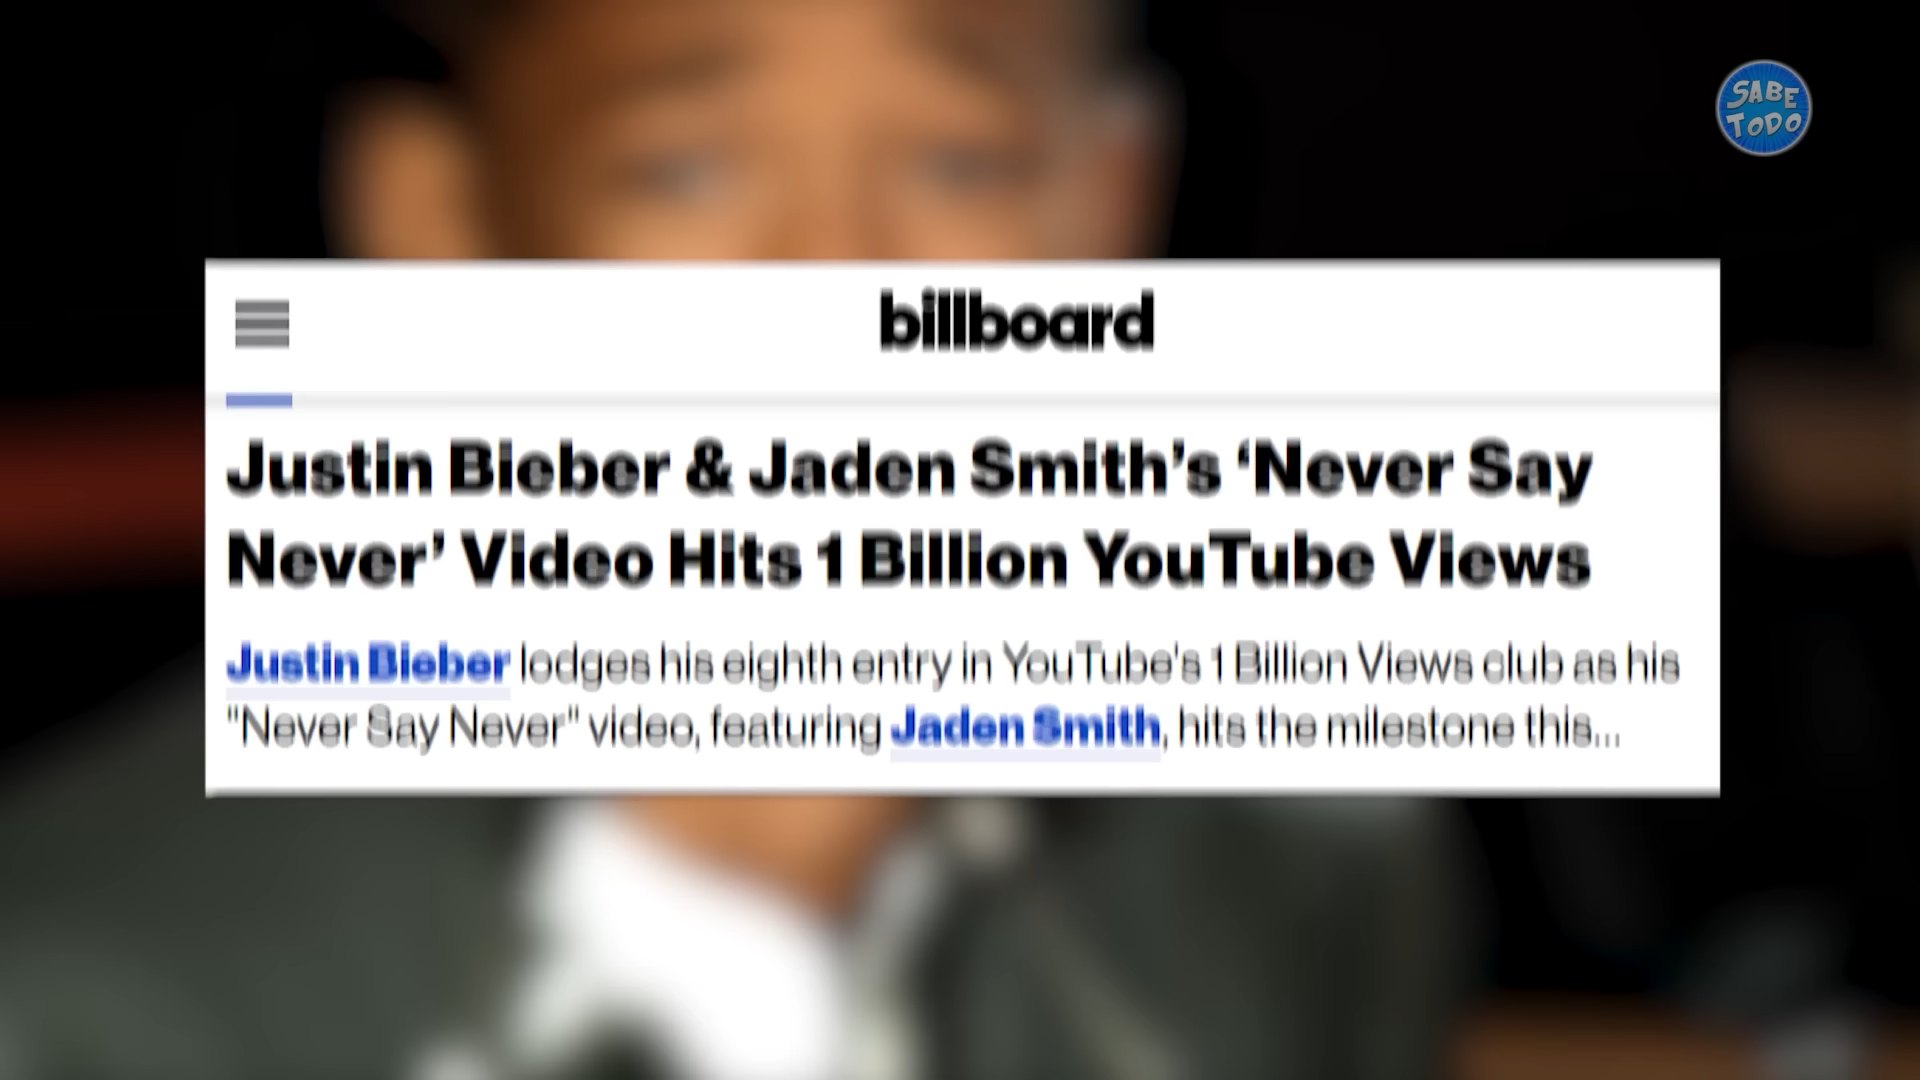 SABE
TODO
billboard
Justin Bieber & Jaden Smith’s ‘Never Say
Never’ Video Hits 1 Billion YouTube Views
Justin Bieber lodges his eighth entry in YouTube's 1 Billion Views club as his
"Never Say Never" video, featuring Jaden Smith, hits the milestone this...